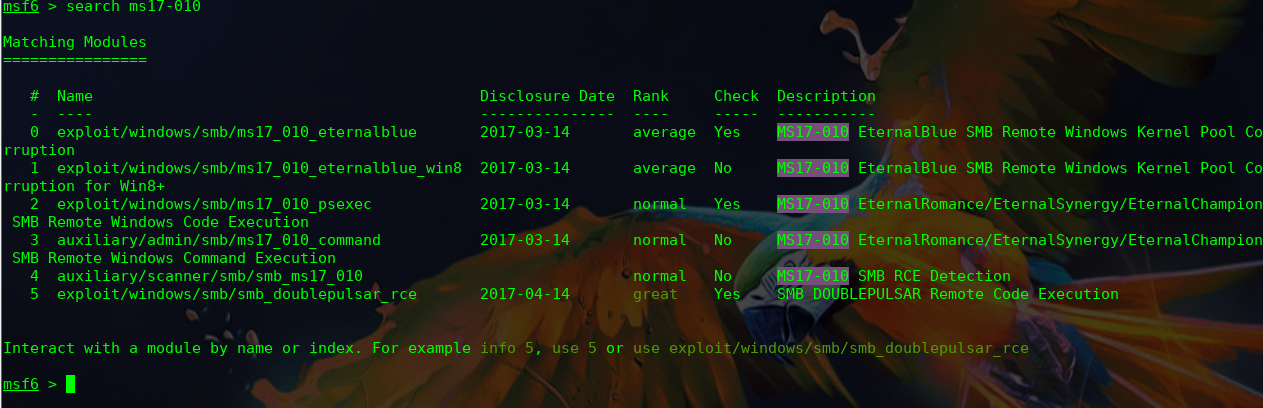 msf6 > search ms17-010
Matching Modules
================
#  Name                                      Disclosure Date  Rank     Check  Description
-  ----                                      ---------------  ----     -----  -----------
0  exploit/windows/smb/ms17_010_eternalblue       2017-03-14       average  Yes    MS17-010 EternalBlue SMB Remote Windows Kernel Pool Co
rruption
1  exploit/windows/smb/ms17_010_eternalblue_win8  2017-03-14       average  No     MS17-010 EternalBlue SMB Remote Windows Kernel Pool Co
rruption for Win8+
2  exploit/windows/smb/ms17_010_psexec            2017-03-14       normal   Yes    MS17-010 EternalRomance/EternalSynergy/EternalChampion
SMB Remote Windows Code Execution
3  auxiliary/admin/smb/ms17_010_command           2017-03-14       normal   No     MS17-010 EternalRomance/EternalSynergy/EternalChampion
SMB Remote Windows Command Execution
4  auxiliary/scanner/smb/smb_ms17_010                              normal   No     MS17-010 SMB RCE Detection
5  exploit/windows/smb/smb_doublepulsar_rce       2017-04-14       great    Yes    SMB DOUBLEPULSAR Remote Code Execution
Interact with a module by name or index. For example info 5, use 5 or use exploit/windows/smb/smb_doublepulsar_rce
msf6 >